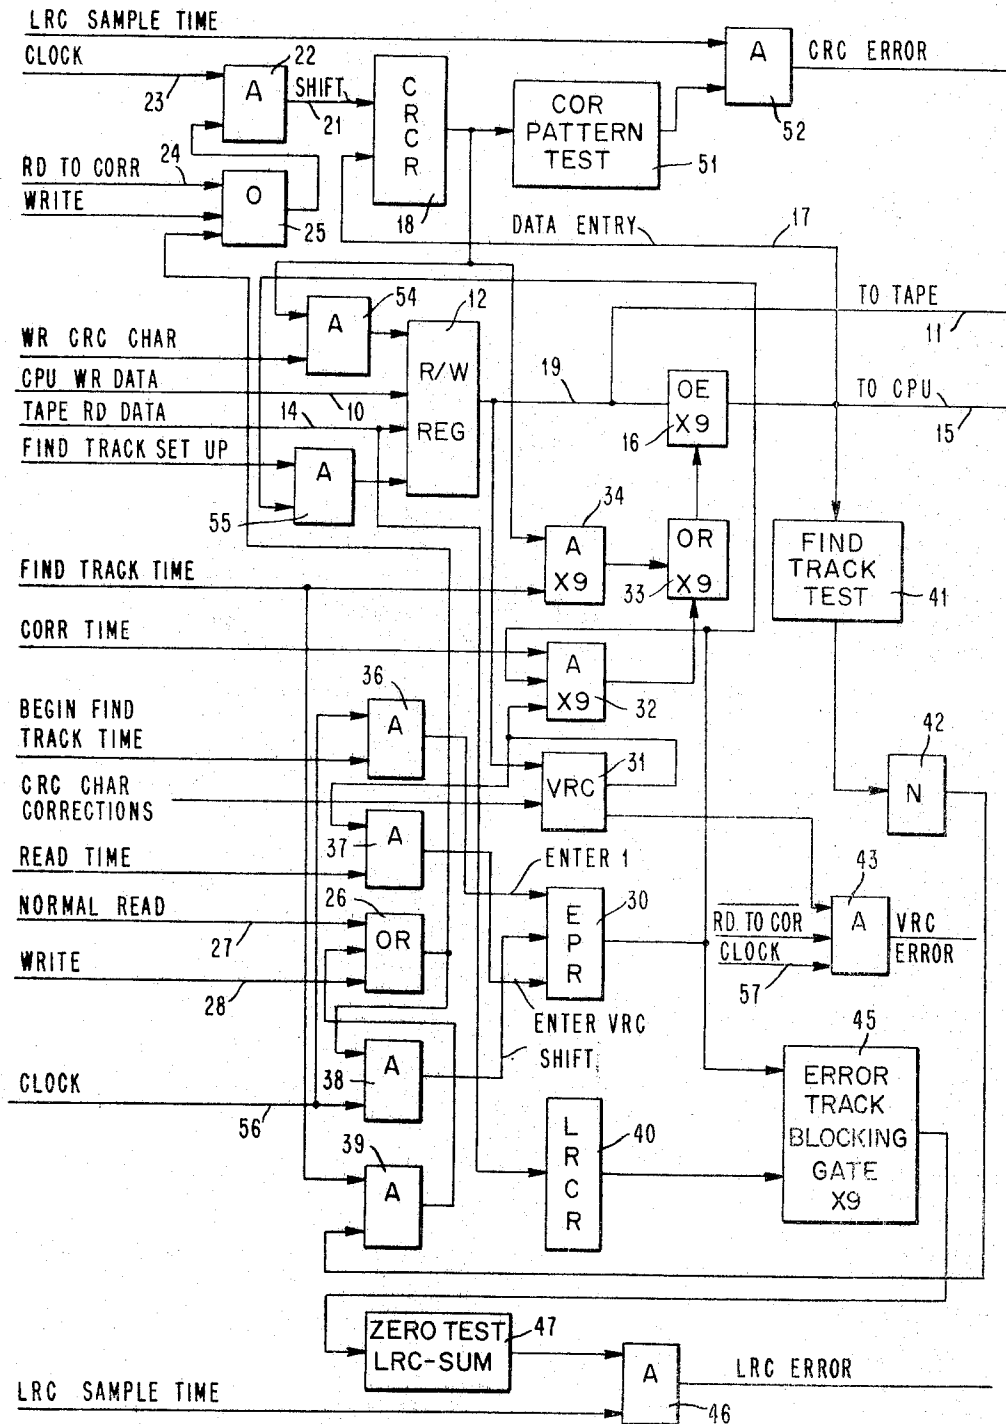 LRC SAMPLE TIME
CLOCK
23
22
A
SHIFT
21
CRCR
18
COR
PATTERN
TEST
51
A
52
CRC ERROR
RD TO CORR
24
WRITE
O
25
DATA ENTRY
17
54
A
12
R/W
REG
WR CRC CHAR
CPU WR DATA
10
TAPE RD DATA
14
FIND TRACK SET UP
A
55
19
TO TAPE
11
OE
X9
16
TO CPU
15
34
A
X9
OR
X9
33
FIND
TRACK
TEST
41
FIND TRACK TIME
CORR TIME
A
X9
32
BEGIN FIND
TRACK TIME
36
A
CRC CHAR
CORRECTIONS
VRC
31
42
N
READ TIME
37
A
ENTER 1
NORMAL READ
27
26
OR
EPR
30
43
A
RD TO COR
CLOCK
57
VRC
ERROR
WRITE
28
ENTER VRC
SHIFT
CLOCK
56
38
A
45
ERROR
TRACK
BLOCKING
GATE
X9
39
A
LRCR
40
ZERO TEST
LRC-SUM
47
LRC SAMPLE TIME
A
46
LRC ERROR